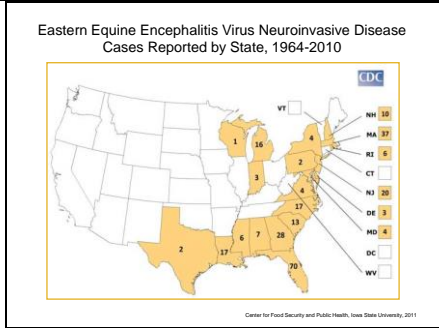 Eastern Equine Encephalitis Virus Neuroinvasive Disease
Cases Reported by State, 1964-2010
CDC
VT
NH 10
MA 37
RI 6
CT
NJ 20
DE 3
MD 4
DC
WV
1
16
4
3
2
4
17
13
6
7
28
2
17
70
Center for Food Security and Public Health, Iowa State University, 2011